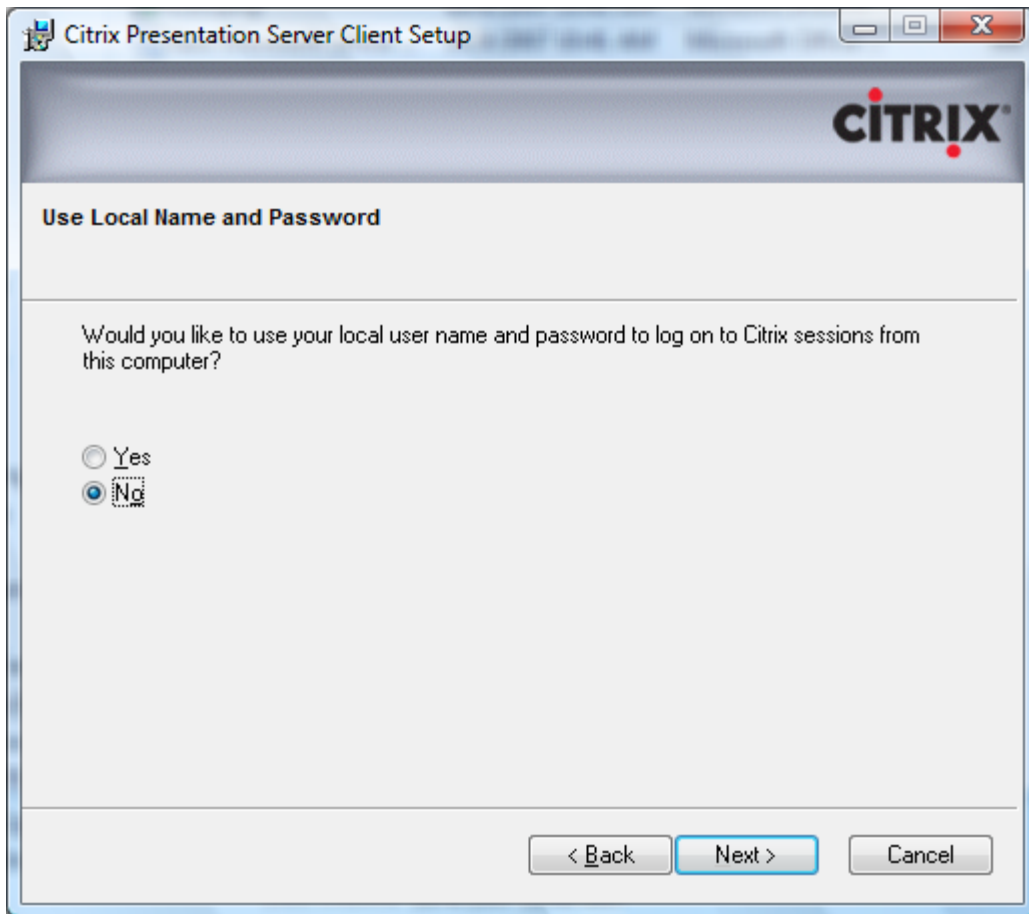 Citrix Presentation Server Client Setup
CITRIX®
Use Local Name and Password
Would you like to use your local user name and password to log on to Citrix sessions from
this computer?
Yes
No
< Back
Next >
Cancel